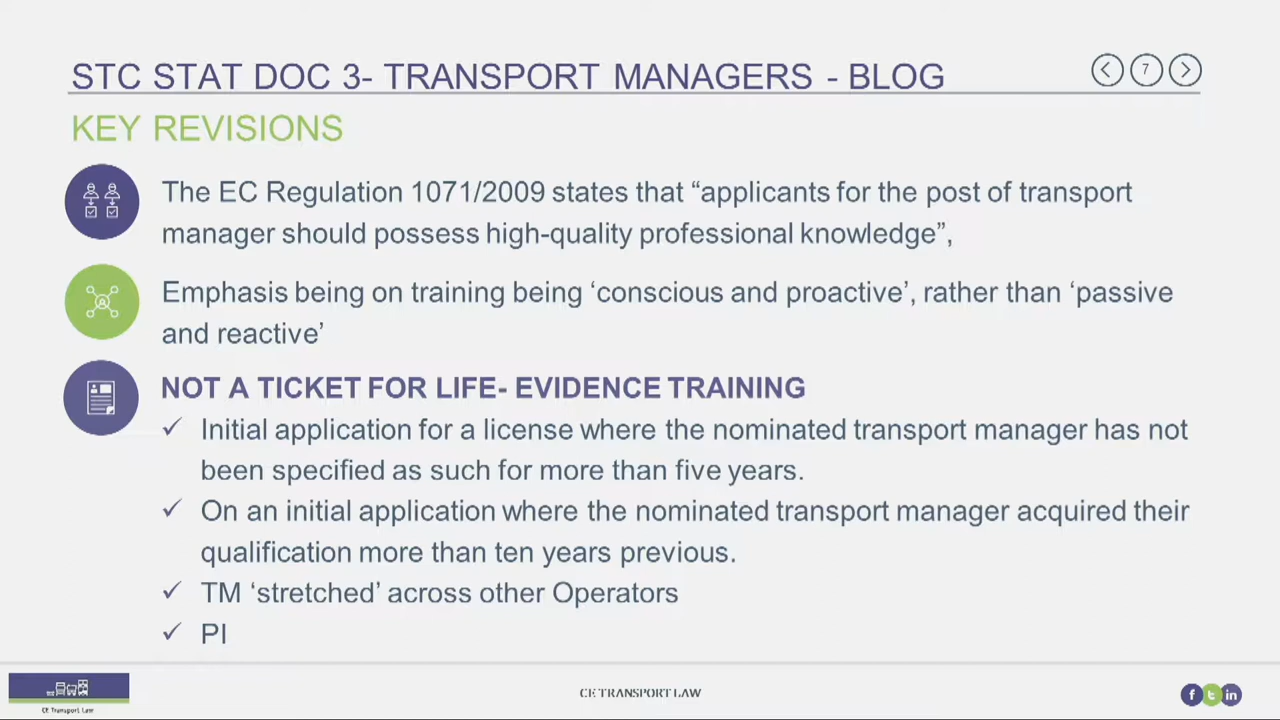 STC STAT DOC 3- TRANSPORT MANAGERS - BLOG
7
KEY REVISIONS
The EC Regulation 1071/2009 states that “applicants for the post of transport
manager should possess high-quality professional knowledge”,
Emphasis being on training being ‘conscious and proactive’, rather than ‘passive
and reactive’
NOT A TICKET FOR LIFE- EVIDENCE TRAINING
✓ Initial application for a license where the nominated transport manager has not
been specified as such for more than five years.
✓ On an initial application where the nominated transport manager acquired their
qualification more than ten years previous.
✓ TM ‘stretched’ across other Operators
✓ PI
CE Transport Law
CE TRANSPORT LAW
f t in